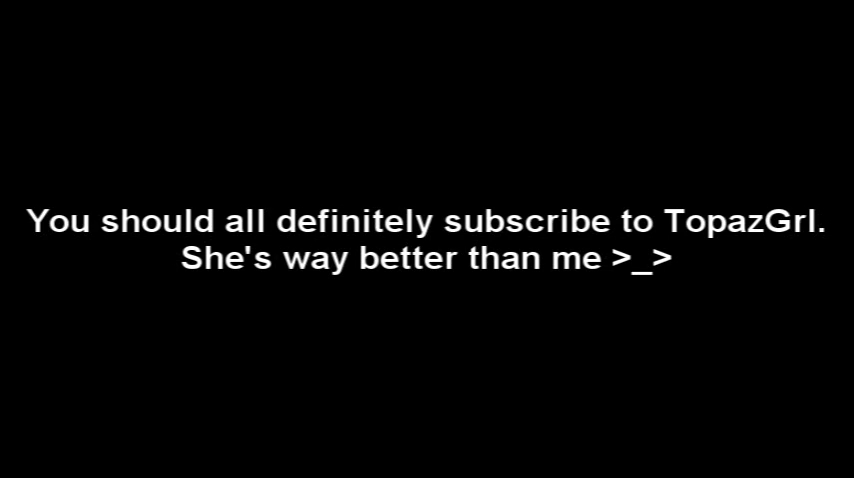 You should all definitely subscribe to TopazGrl.
She's way better than me >_>